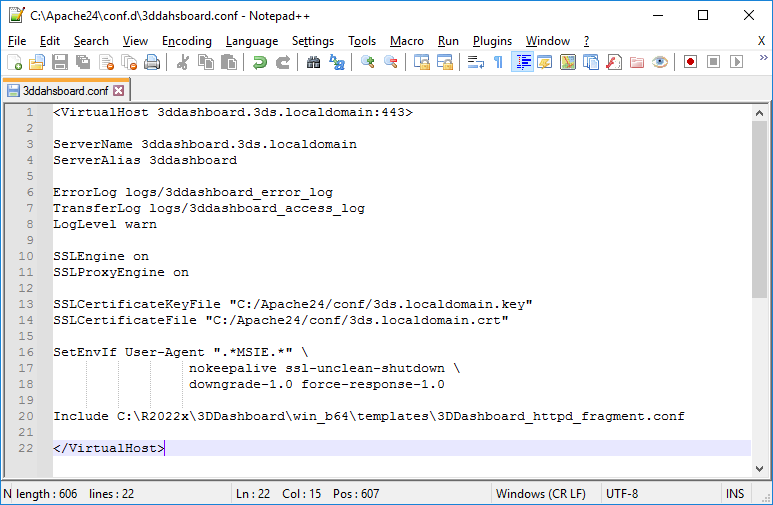 C:\Apache24\conf.d\3ddahsboard.conf - Notepad++
File Edit Search View Encoding Language Settings Tools Macro Run Plugins Window ? X
3ddahsboard.conf
1 <VirtualHost 3ddashboard.3ds.localdomain:443>
2
3 ServerName 3ddashboard.3ds.localdomain
4 ServerAlias 3ddashboard
5
6 ErrorLog logs/3ddashboard_error_log
7 TransferLog logs/3ddashboard_access_log
8 LogLevel warn
9
10 SSLEngine on
11 SSLProxyEngine on
12
13 SSLCertificateKeyFile "C:/Apache24/conf/3ds.localdomain.key"
14 SSLCertificateFile "C:/Apache24/conf/3ds.localdomain.crt"
15
16 SetEnvIf User-Agent ".*MSIE.*" \
17 nokeepalive ssl-unclean-shutdown \
18 downgrade-1.0 force-response-1.0
19
20 Include C:\R2022x\3DDashboard\win_b64\templates\3DDashboard_httpd_fragment.conf
21
22 </VirtualHost>
N length : 606 lines : 22 Ln : 22 Col : 15 Pos : 607 Windows (CR LF) UTF-8 INS